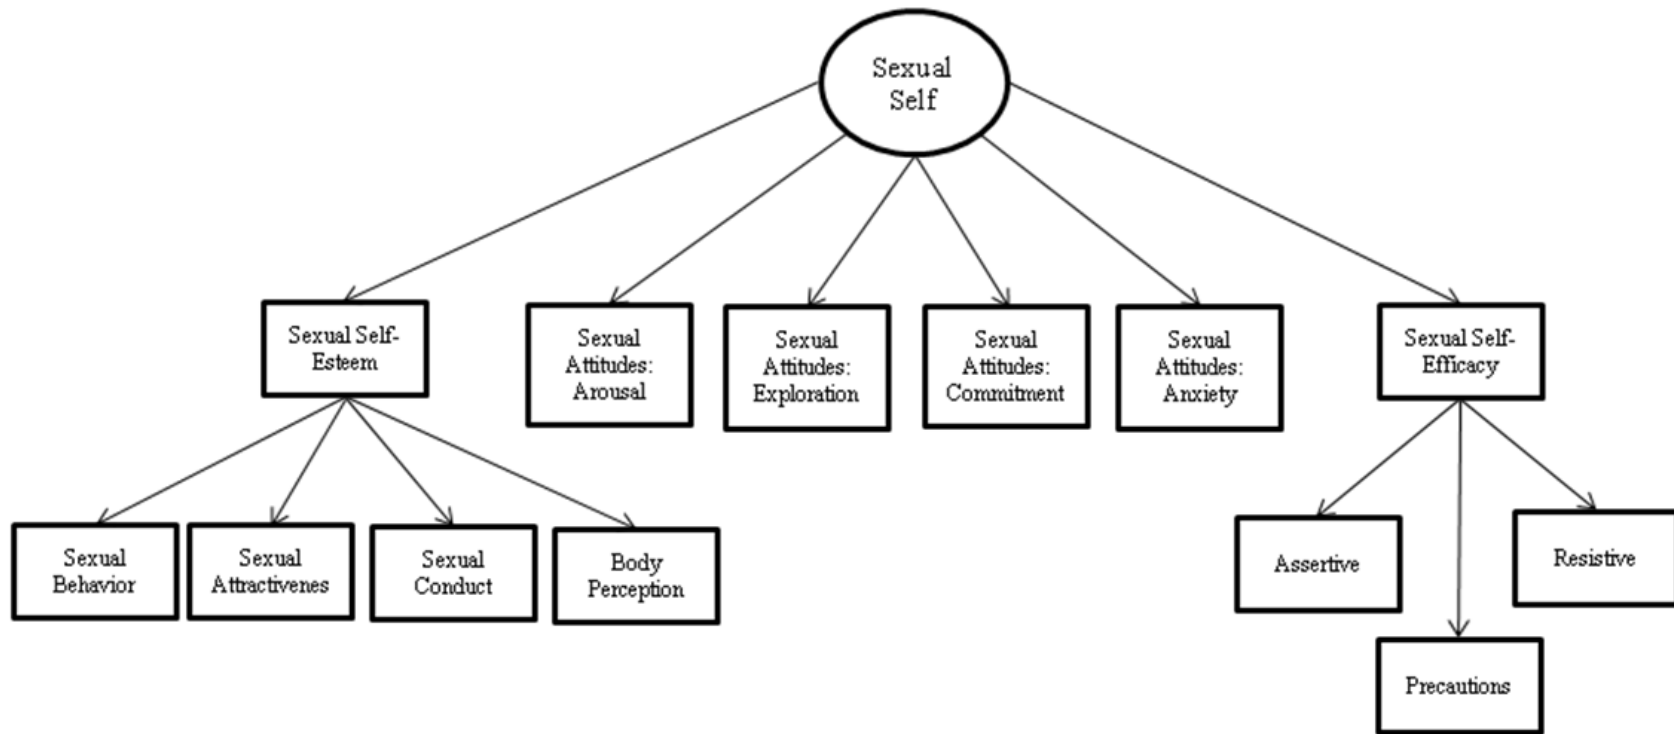 Sexual
Self
Sexual Self-
Esteem
Sexual
Attitudes:
Arousal
Sexual
Attitudes:
Exploration
Sexual
Attitudes:
Commitment
Sexual
Attitudes:
Anxiety
Sexual Self-
Efficacy
Sexual
Behavior
Sexual
Attractivenes
Sexual
Conduct
Body
Perception
Assertive
Resistive
Precautions